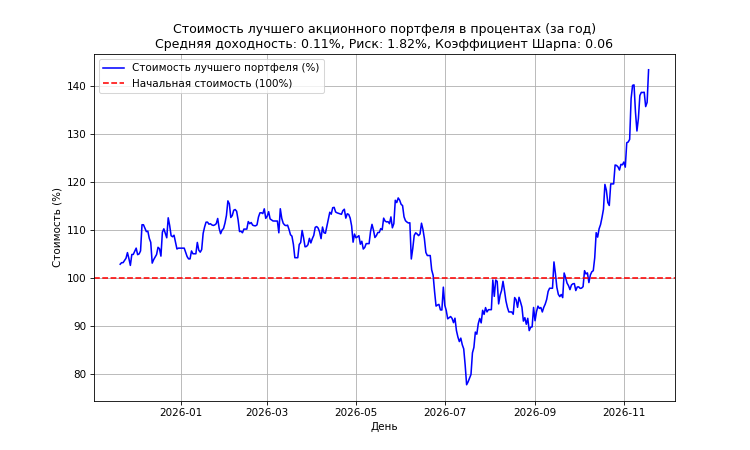 Стоимость лучшего акционного портфеля в процентах (за год)
Средняя доходность: 0.11%, Риск: 1.82%, Коэффициент Шарпа: 0.06
Стоимость лучшего портфеля (%)
Начальная стоимость (100%)
Стоимость (%)
140
130
120
110
100
90
80
2026-01
2026-03
2026-05
2026-07
2026-09
2026-11
День